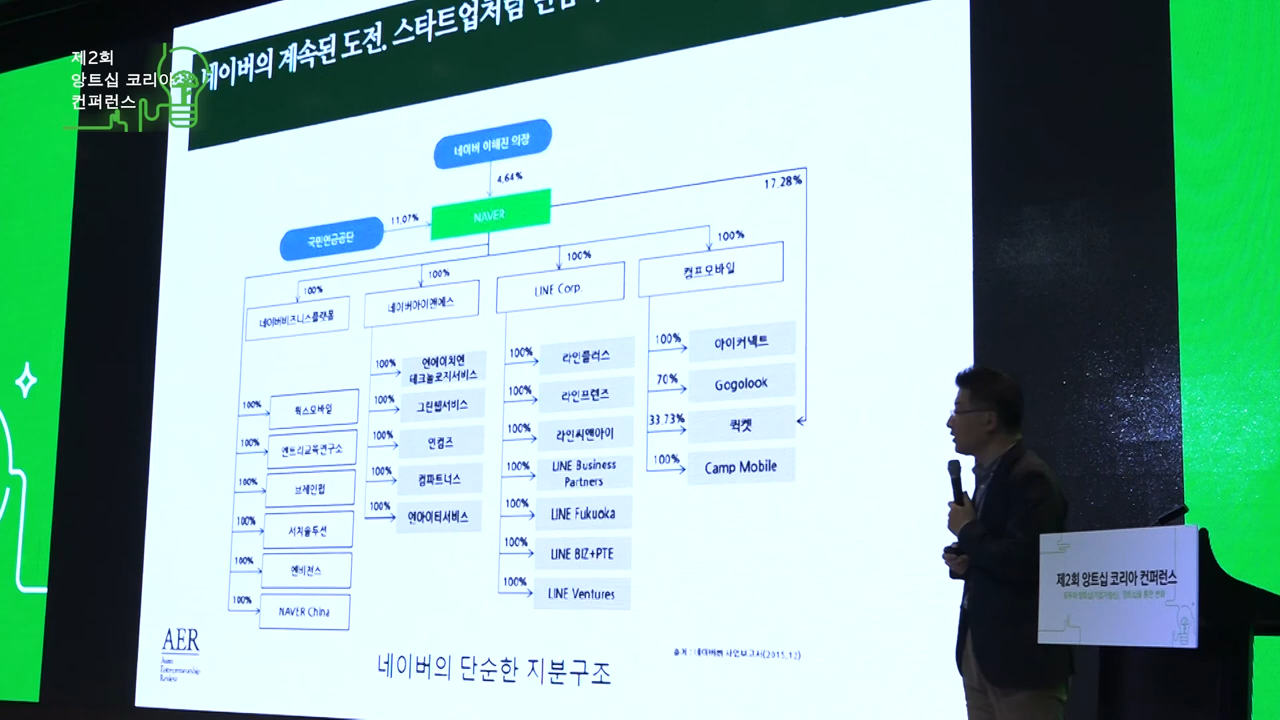 제2회
앙트십 코리아
컨퍼런스
네이버의 계속된 도전. 스타트업처럼
네이버 이해진 의장
4.64%
NAVER
17.28%
국민연금공단
11.07%
100%
100%
100%
100%
네이버비즈니스플랫폼
네이버아이앤에스
LINE Corp.
캠프모바일
100%
웍스모바일
100%
엔트리교육연구소
100%
브레인펍
100%
서치솔루션
100%
엔비전스
100%
NAVER China
100%
엔에이치엔
테크놀로지서비스
100%
그린웹서비스
100%
인컴즈
100%
컴파트너스
100%
엔아이티서비스
100%
라인플러스
100%
라인프렌즈
100%
라인씨앤아이
100%
LINE Business
Partners
100%
LINE Fukuoka
100%
LINE BIZ+PTE
100%
LINE Ventures
100%
아이커넥트
70%
Gogolook
33.73%
퀵켓
100%
Camp Mobile
AER
Asian
Entrepreneurship
Review
네이버의 단순한 지분구조
출처 : 네이버㈜ 사업보고서(2015.12)
제2회 앙트십 코리아 컨퍼런스